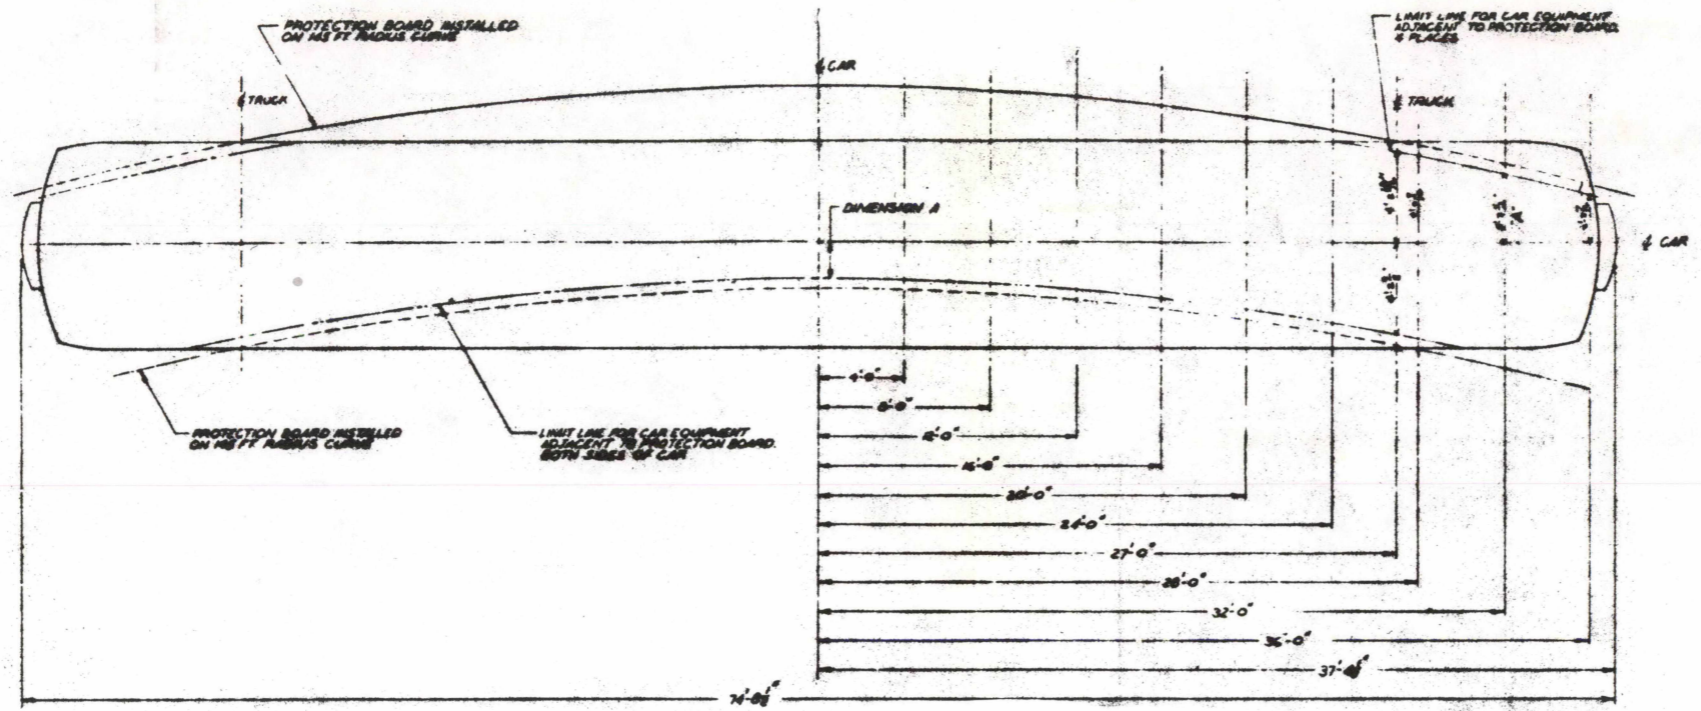 PROTECTION BOARD INSTALLED
ON 145 FT RADIUS CURVE
LIMIT LINE FOR CAR EQUIPMENT
ADJACENT TO PROTECTION BOARD.
4 PLACES
℄ CAR
℄ TRUCK
℄ TRUCK
DIMENSION A
"A"
℄ CAR
4'-0"
8'-0"
12'-0"
PROTECTION BOARD INSTALLED
ON 145 FT RADIUS CURVE
LIMIT LINE FOR CAR EQUIPMENT
ADJACENT TO PROTECTION BOARD.
BOTH SIDES OF CAR
16'-0"
20'-0"
24'-0"
27'-0"
28'-0"
32'-0"
36'-0"